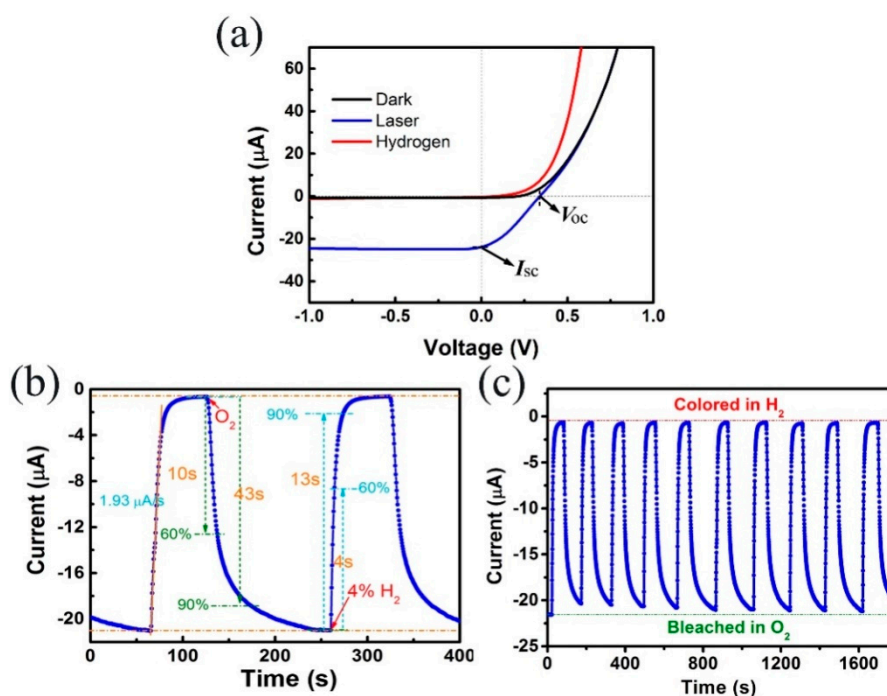 (a)
60
40
20
0
-20
-40
Current (μA)
Dark
Laser
Hydrogen
Voc
Isc
-1.0 -0.5 0.0 0.5 1.0
Voltage (V)
(b)
0
-4
-8
-12
-16
-20
Current (μA)
O2
90%
10s
43s
13s
1.93 μA/s
60%
60%
4s
90%
4% H2
0 100 200 300 400
Time (s)
(c)
0
-5
-10
-15
-20
-25
Current (μA)
Colored in H2
Bleached in O2
0 400 800 1200 1600
Time (s)